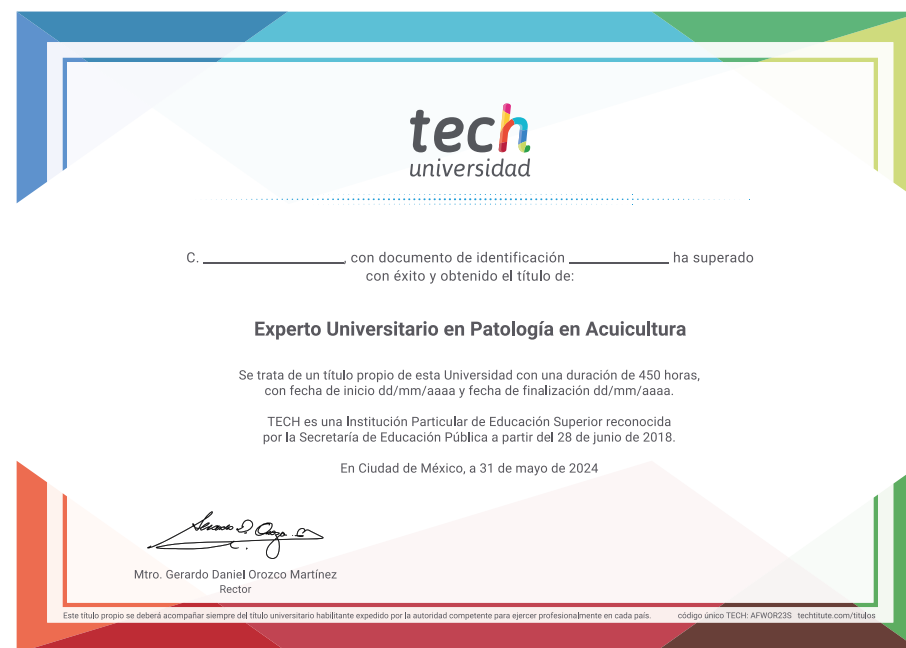 tech
universidad
C. ____________, con documento de identificación _________ ha superado
con éxito y obtenido el título de:
Experto Universitario en Patología en Acuicultura
Se trata de un título propio de esta Universidad con una duración de 450 horas,
con fecha de inicio dd/mm/aaaa y fecha de finalización dd/mm/aaaa.
TECH es una Institución Particular de Educación Superior reconocida
por la Secretaría de Educación Pública a partir del 28 de junio de 2018.
En Ciudad de México, a 31 de mayo de 2024
Mtro. Gerardo Daniel Orozco Martínez
Rector
Este título propio se deberá acompañar siempre del título universitario habilitante expedido por la autoridad competente para ejercer profesionalmente en cada país. código único TECH: AFWOR23S techtitute.com/titulos